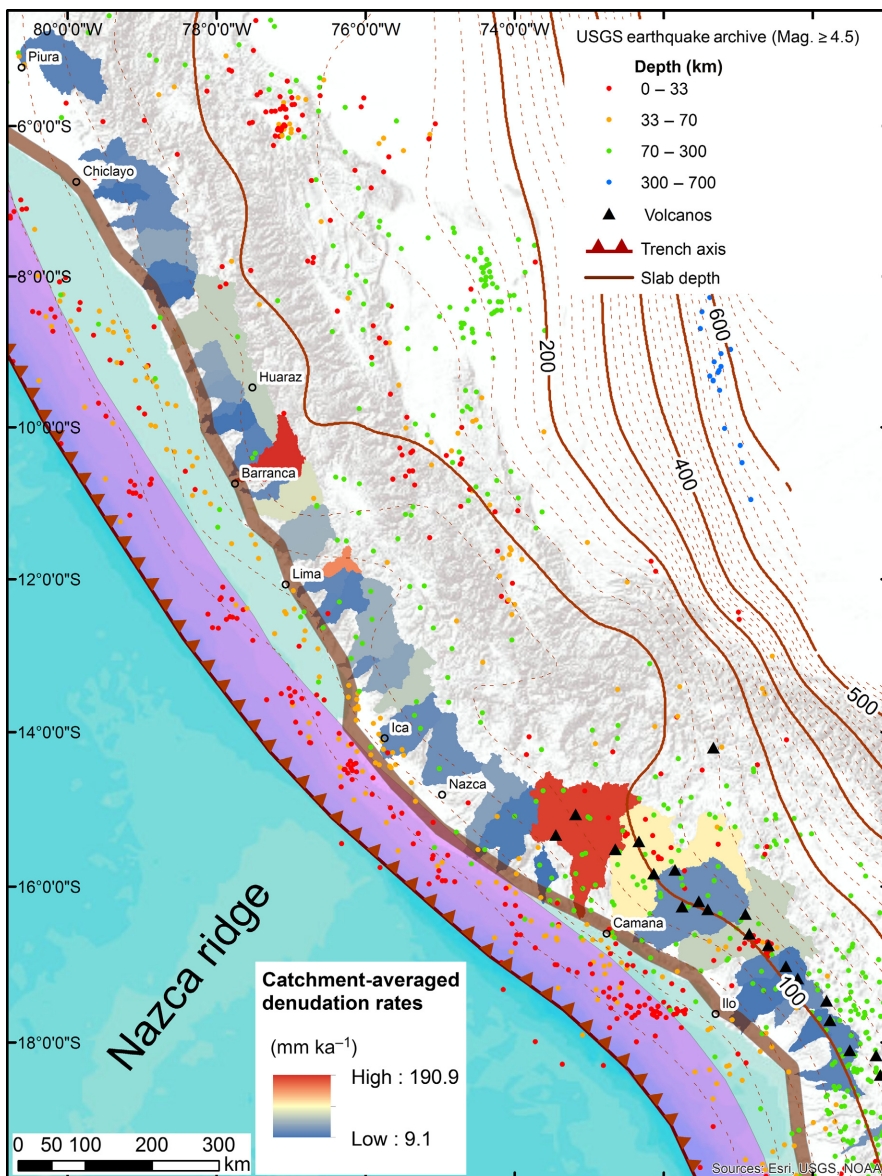 80°0'0"W
78°0'0"W
76°0'0"W
74°0'0"W
USGS earthquake archive (Mag. ≥ 4.5)
Depth (km)
0 – 33
33 – 70
70 – 300
300 – 700
Volcanos
Trench axis
Slab depth
Piura
6°0'0"S
Chiclayo
8°0'0"S
600
200
Huaraz
10°0'0"S
Barranca
400
12°0'0"S
Lima
500
14°0'0"S
Ica
Nazca
16°0'0"S
Camana
Nazca ridge
100
Ilo
18°0'0"S
Catchment-averaged
denudation rates
(mm ka⁻¹)
High : 190.9
Low : 9.1
0 50 100 200 300
km
Sources: Esri, USGS, NOAA